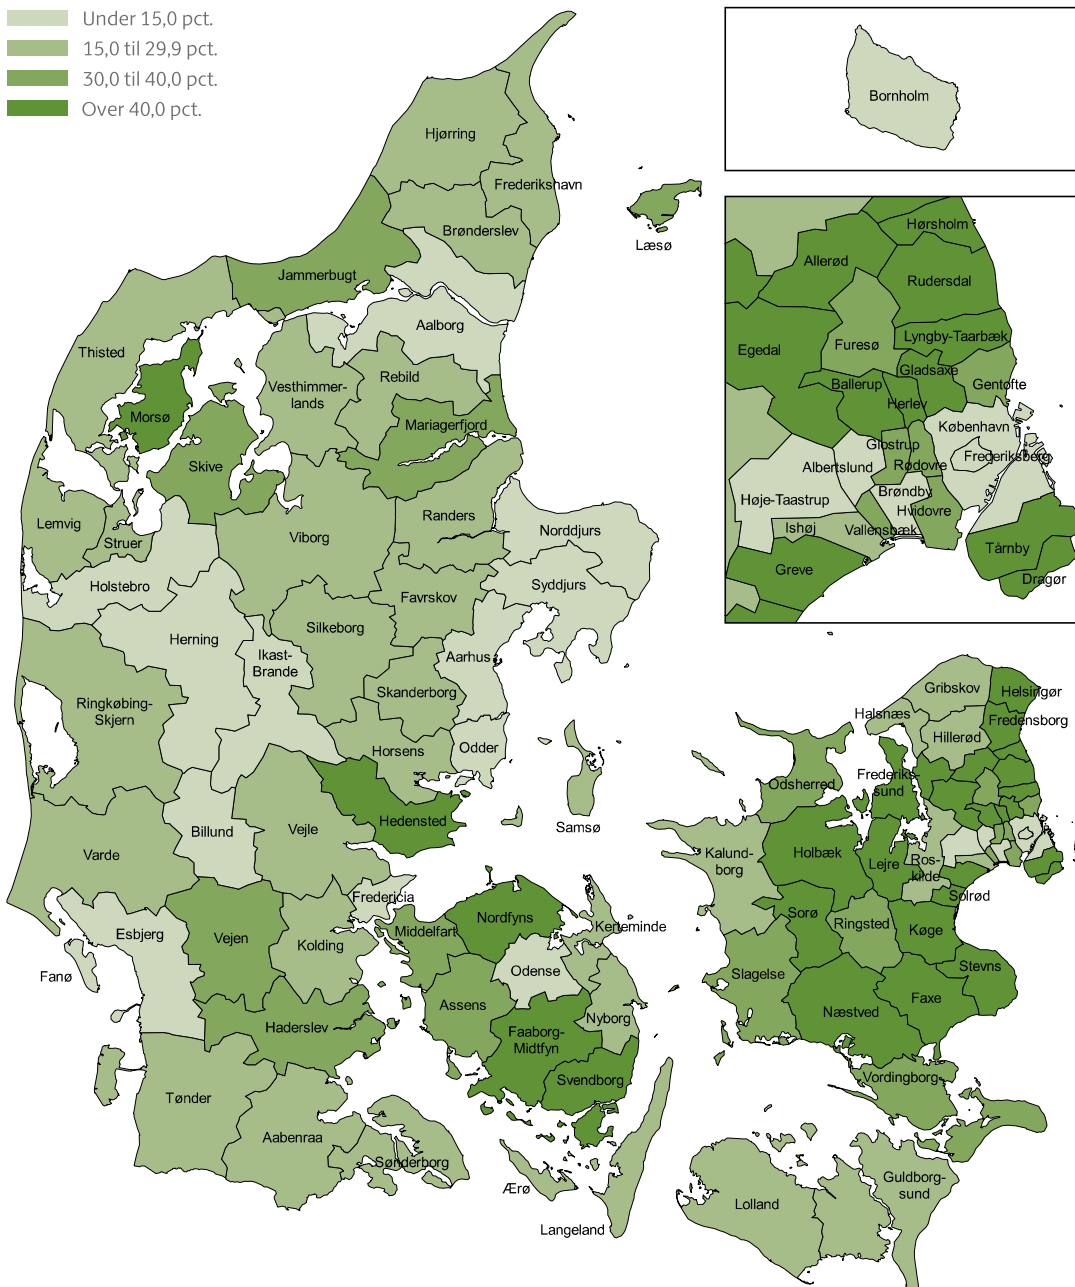 Under 15,0 pct.
15,0 til 29,9 pct.
30,0 til 40,0 pct.
Over 40,0 pct.
Bornholm
Hjørring
Frederikshavn
Brønderslev
Læsø
Jammerbugt
Aalborg
Thisted
Rebild
Vesthimmer-
lands
Morsø
Mariagerfjord
Skive
Lemvig
Struer
Viborg
Randers
Norddjurs
Holstebro
Syddjurs
Favrskov
Herning
Silkeborg
Ikast-
Brande
Aarhus
Skanderborg
Ringkøbing-
Skjern
Horsens
Odder
Hedensted
Samsø
Billund
Vejle
Varde
Fredericia
Esbjerg
Vejen
Kolding
Middelfart
Nordfyns
Kerteminde
Fanø
Odense
Assens
Nyborg
Haderslev
Faaborg-
Midtfyn
Svendborg
Tønder
Aabenraa
Sønderborg
Ærø
Langeland
Hørsholm
Allerød
Rudersdal
Egedal
Furesø
Lyngby-Taarbæk
Gladsaxe
Gentofte
Ballerup
Herlev
København
Glostrup
Frederiksberg
Albertslund
Rødovre
Høje-Taastrup
Brøndby
Hvidovre
Ishøj
Vallensbæk
Tårnby
Greve
Dragør
Gribskov
Helsingør
Halsnæs
Fredensborg
Hillerød
Odsherred
Frederiks-
sund
Kalund-
borg
Holbæk
Lejre
Ros-
kilde
Solrød
Sorø
Ringsted
Køge
Slagelse
Stevns
Næstved
Faxe
Vordingborg
Guldborg-
sund
Lolland